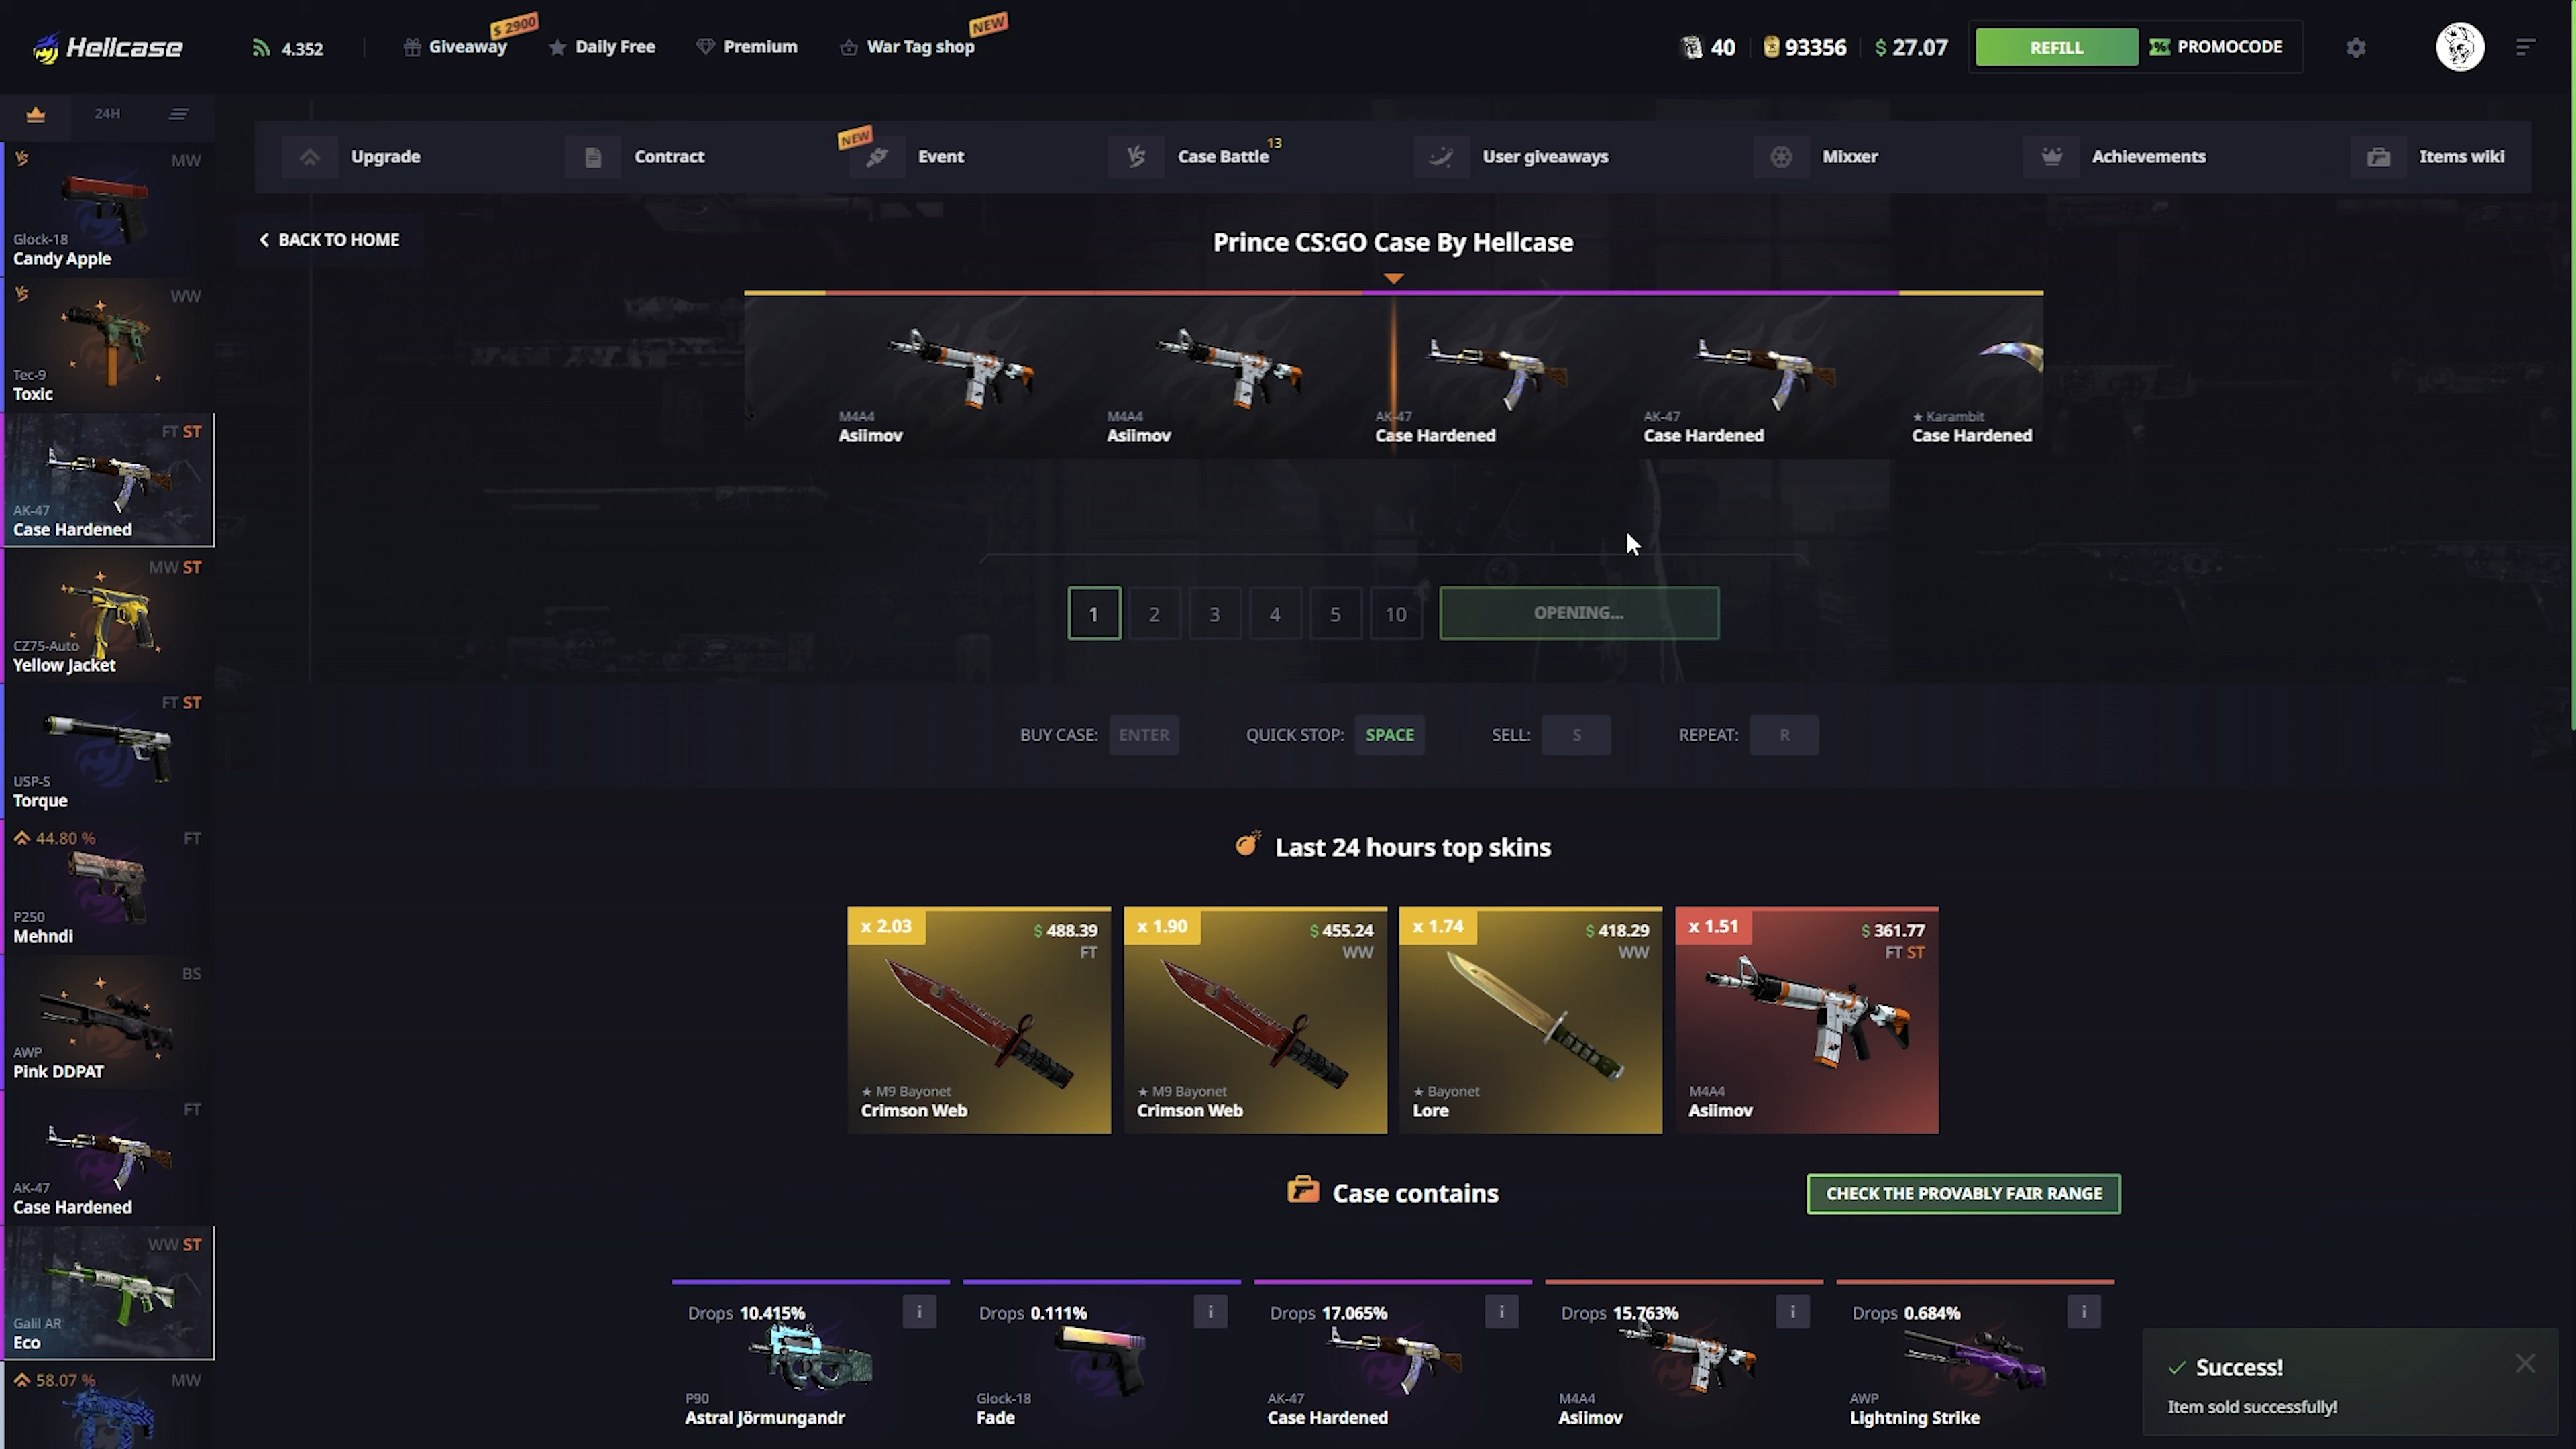 Hellcase
4.352
Giveaway
$ 2900
Daily Free
Premium
War Tag shop
NEW
40
93356
$ 27.07
REFILL
% PROMOCODE
24H
Upgrade
Contract
NEW
Event
Case Battle
13
User giveaways
Mixxer
Achievements
Items wiki
BACK TO HOME
Prince CS:GO Case By Hellcase
M4A4
Asiimov
M4A4
Asiimov
AK-47
Case Hardened
AK-47
Case Hardened
★ Karambit
Case Hardened
1
2
3
4
5
10
OPENING...
BUY CASE: ENTER
QUICK STOP: SPACE
SELL: S
REPEAT: R
MW
Glock-18
Candy Apple
WW
Tec-9
Toxic
FT ST
AK-47
Case Hardened
MW ST
CZ75-Auto
Yellow Jacket
FT ST
USP-S
Torque
44.80 %
FT
P250
Mehndi
BS
AWP
Pink DDPAT
FT
AK-47
Case Hardened
WW ST
Galil AR
Eco
58.07 %
MW
Last 24 hours top skins
x 2.03
$ 488.39
FT
★ M9 Bayonet
Crimson Web
x 1.90
$ 455.24
WW
★ M9 Bayonet
Crimson Web
x 1.74
$ 418.29
WW
★ Bayonet
Lore
x 1.51
$ 361.77
FT ST
M4A4
Asiimov
Case contains
CHECK THE PROVABLY FAIR RANGE
Drops 10.415%
i
P90
Astral Jörmungandr
Drops 0.111%
i
Glock-18
Fade
Drops 17.065%
i
AK-47
Case Hardened
Drops 15.763%
i
M4A4
Asiimov
Drops 0.684%
i
AWP
Lightning Strike
Success!
Item sold successfully!